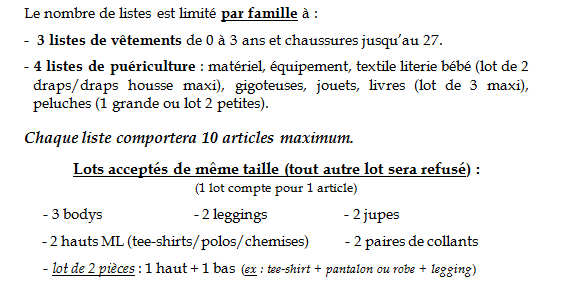 Le nombre de listes est limité par famille à :
- 3 listes de vêtements de 0 à 3 ans et chaussures jusqu'au 27.
- 4 listes de puériculture : matériel, équipement, textile literie bébé (lot de 2
draps/draps housse maxi), gigoteuses, jouets, livres (lot de 3 maxi),
peluches (1 grande ou lot 2 petites).
Chaque liste comportera 10 articles maximum.
Lots acceptés de même taille (tout autre lot sera refusé) :
(1 lot compte pour 1 article)
- 3 bodys - 2 leggings - 2 jupes
- 2 hauts ML (tee-shirts/polos/chemises) - 2 paires de collants
- lot de 2 pièces : 1 haut + 1 bas (ex : tee-shirt + pantalon ou robe + legging)